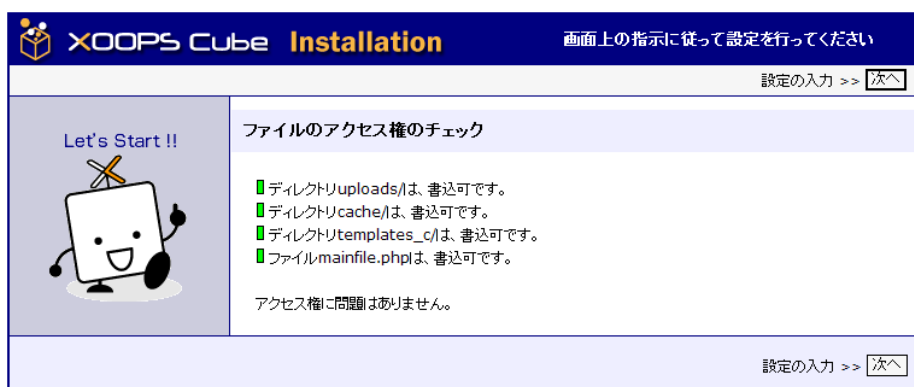 XOOPS Cube Installation 画面上の指示に従って設定を行ってください
設定の入力 >> 次へ
Let's Start !!
ファイルのアクセス権のチェック
ディレクトリuploads/は、書込可です。
ディレクトリcache/は、書込可です。
ディレクトリtemplates_c/は、書込可です。
ファイルmainfile.phpは、書込可です。
アクセス権に問題はありません。
設定の入力 >> 次へ